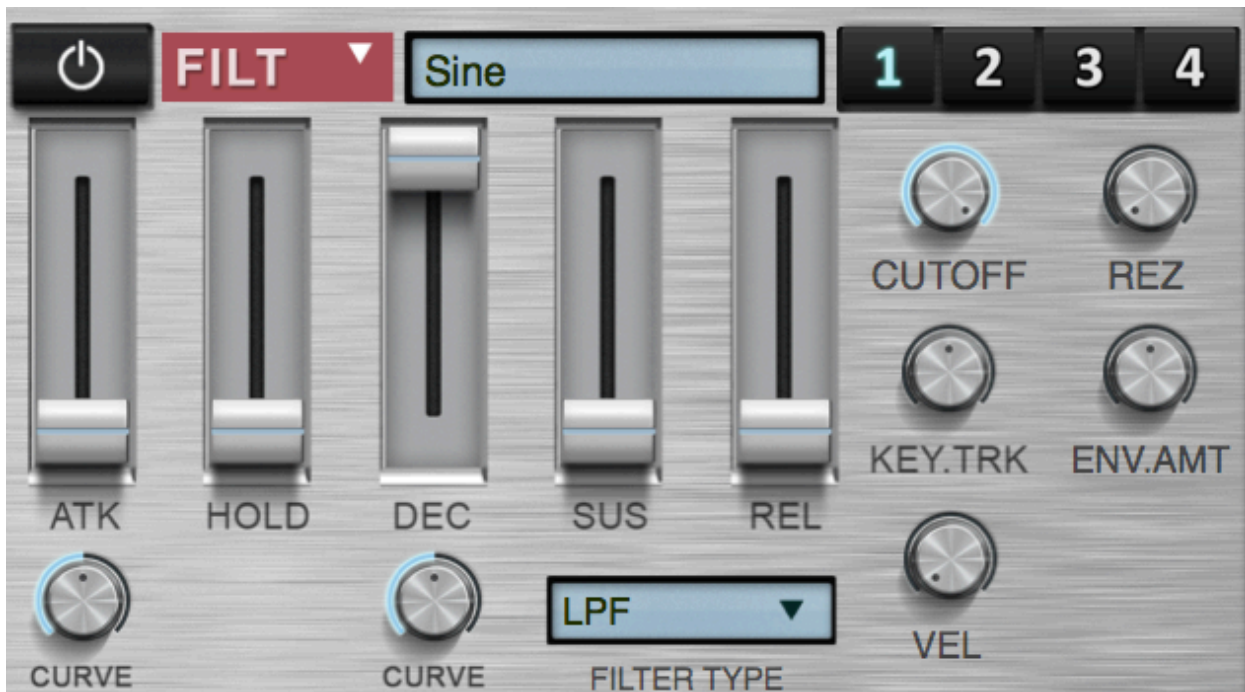 FILT
Sine
1 2 3 4
CUTOFF REZ
KEY.TRK ENV.AMT
ATK HOLD DEC SUS REL
LPF
VEL
CURVE CURVE FILTER TYPE